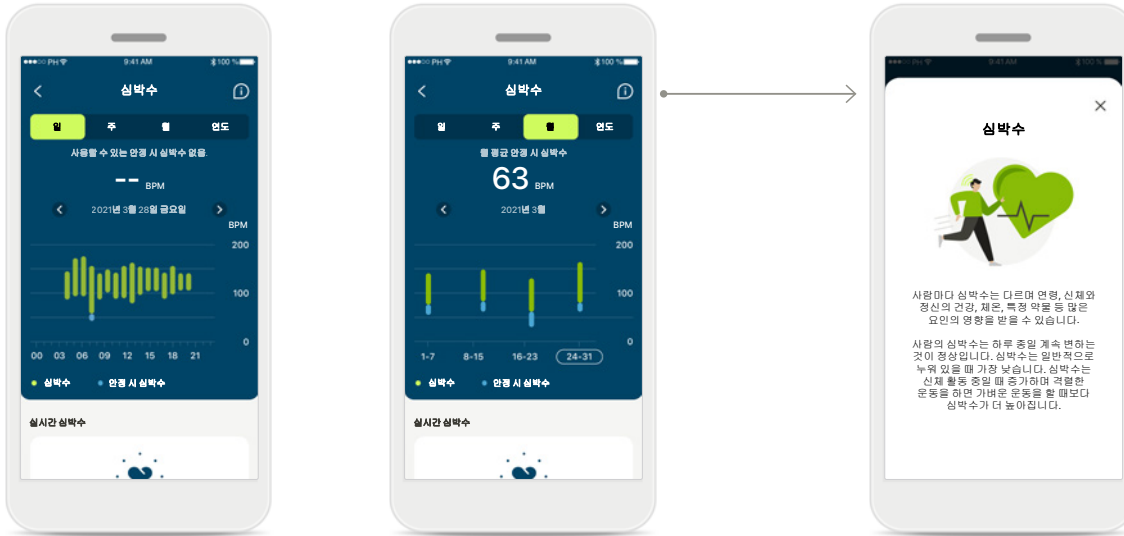 PH 9:41 AM 100 %
심박수
일 주 월 연도
사용할 수 있는 안정 시 심박수 없음.
-- BPM
2021년 3월 28일 금요일
BPM
200
100
0
00 03 06 09 12 15 18 21
심박수 안정 시 심박수
실시간 심박수
PH 9:41 AM 100 %
심박수
일 주 월 연도
월 평균 안정 시 심박수
63 BPM
2021년 3월
BPM
200
100
0
1-7 8-15 16-23 24-31
심박수 안정 시 심박수
실시간 심박수
PH 9:41 AM 100 %
심박수
사람마다 심박수는 다르며 연령, 신체와
정신의 건강, 체온, 특정 약물 등 많은
요인의 영향을 받을 수 있습니다.
사람의 심박수는 하루 중일 계속 변하는
것이 정상입니다. 심박수는 일반적으로
누워 있을 때 가장 낮습니다. 심박수는
신체 활동 중일 때 증가하며 격렬한
운동을 하면 가벼운 운동을 할 때보다
심박수가 더 높아집니다.